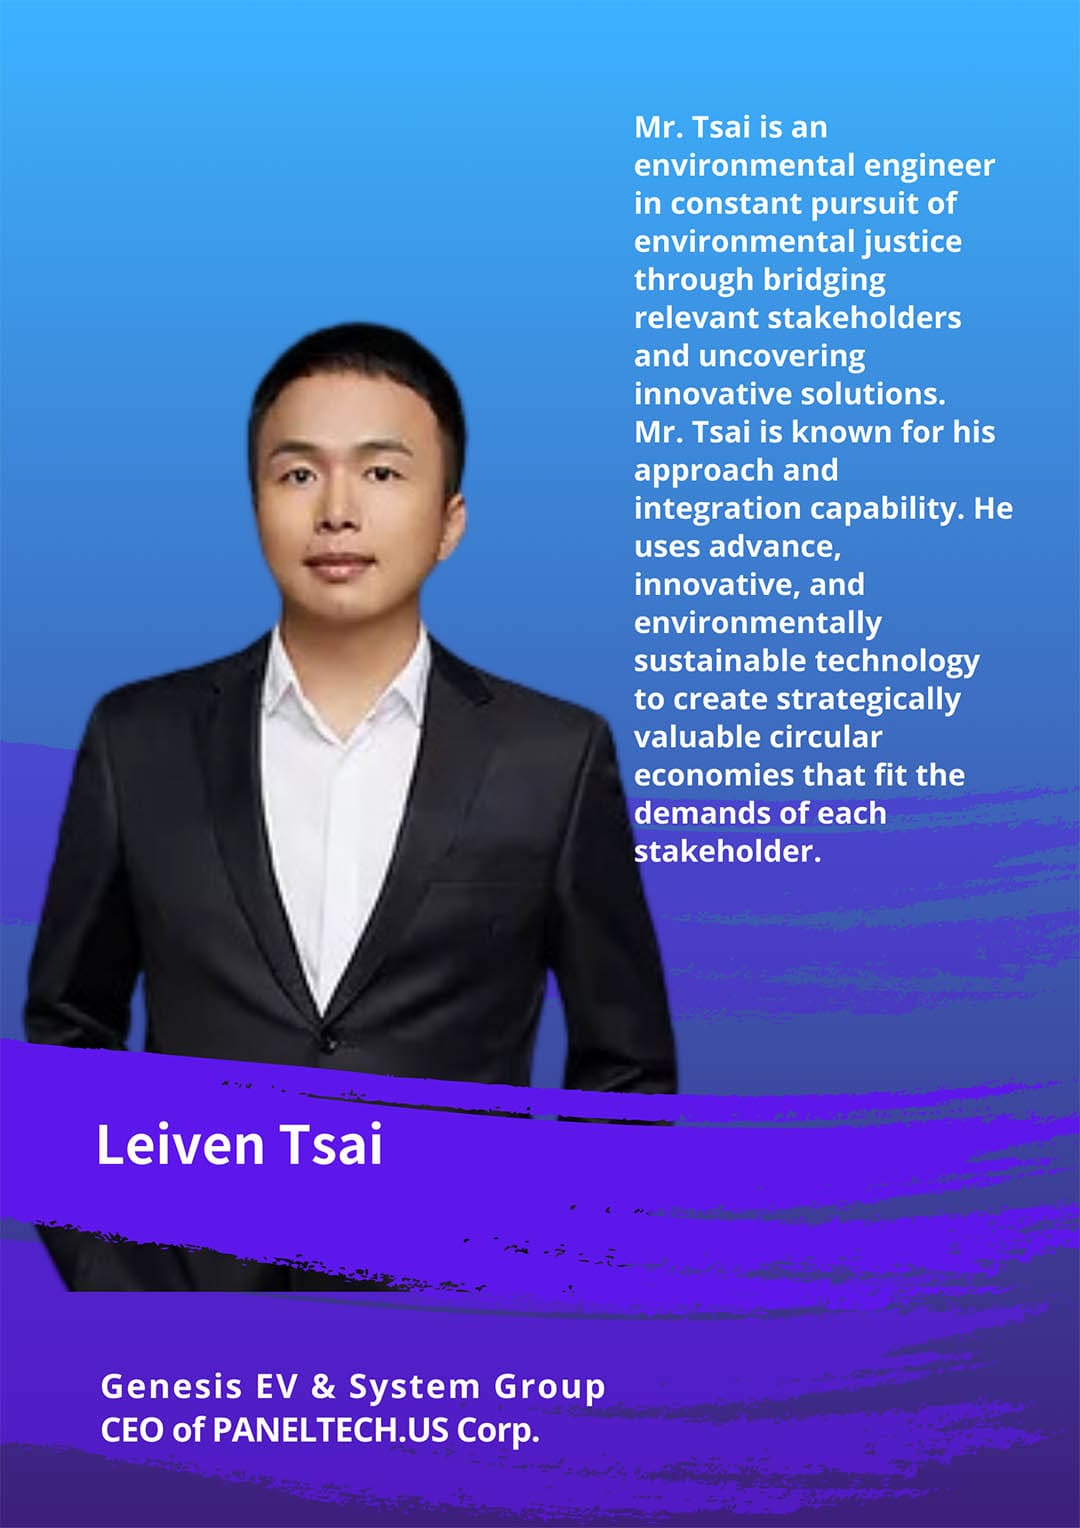 Mr. Tsai is an
environmental engineer
in constant pursuit of
environmental justice
through bridging
relevant stakeholders
and uncovering
innovative solutions.
Mr. Tsai is known for his
approach and
integration capability. He
uses advance,
innovative, and
environmentally
sustainable technology
to create strategically
valuable circular
economies that fit the
demands of each
stakeholder.
Leiven Tsai
Genesis EV & System Group
CEO of PANELTECH.US Corp.